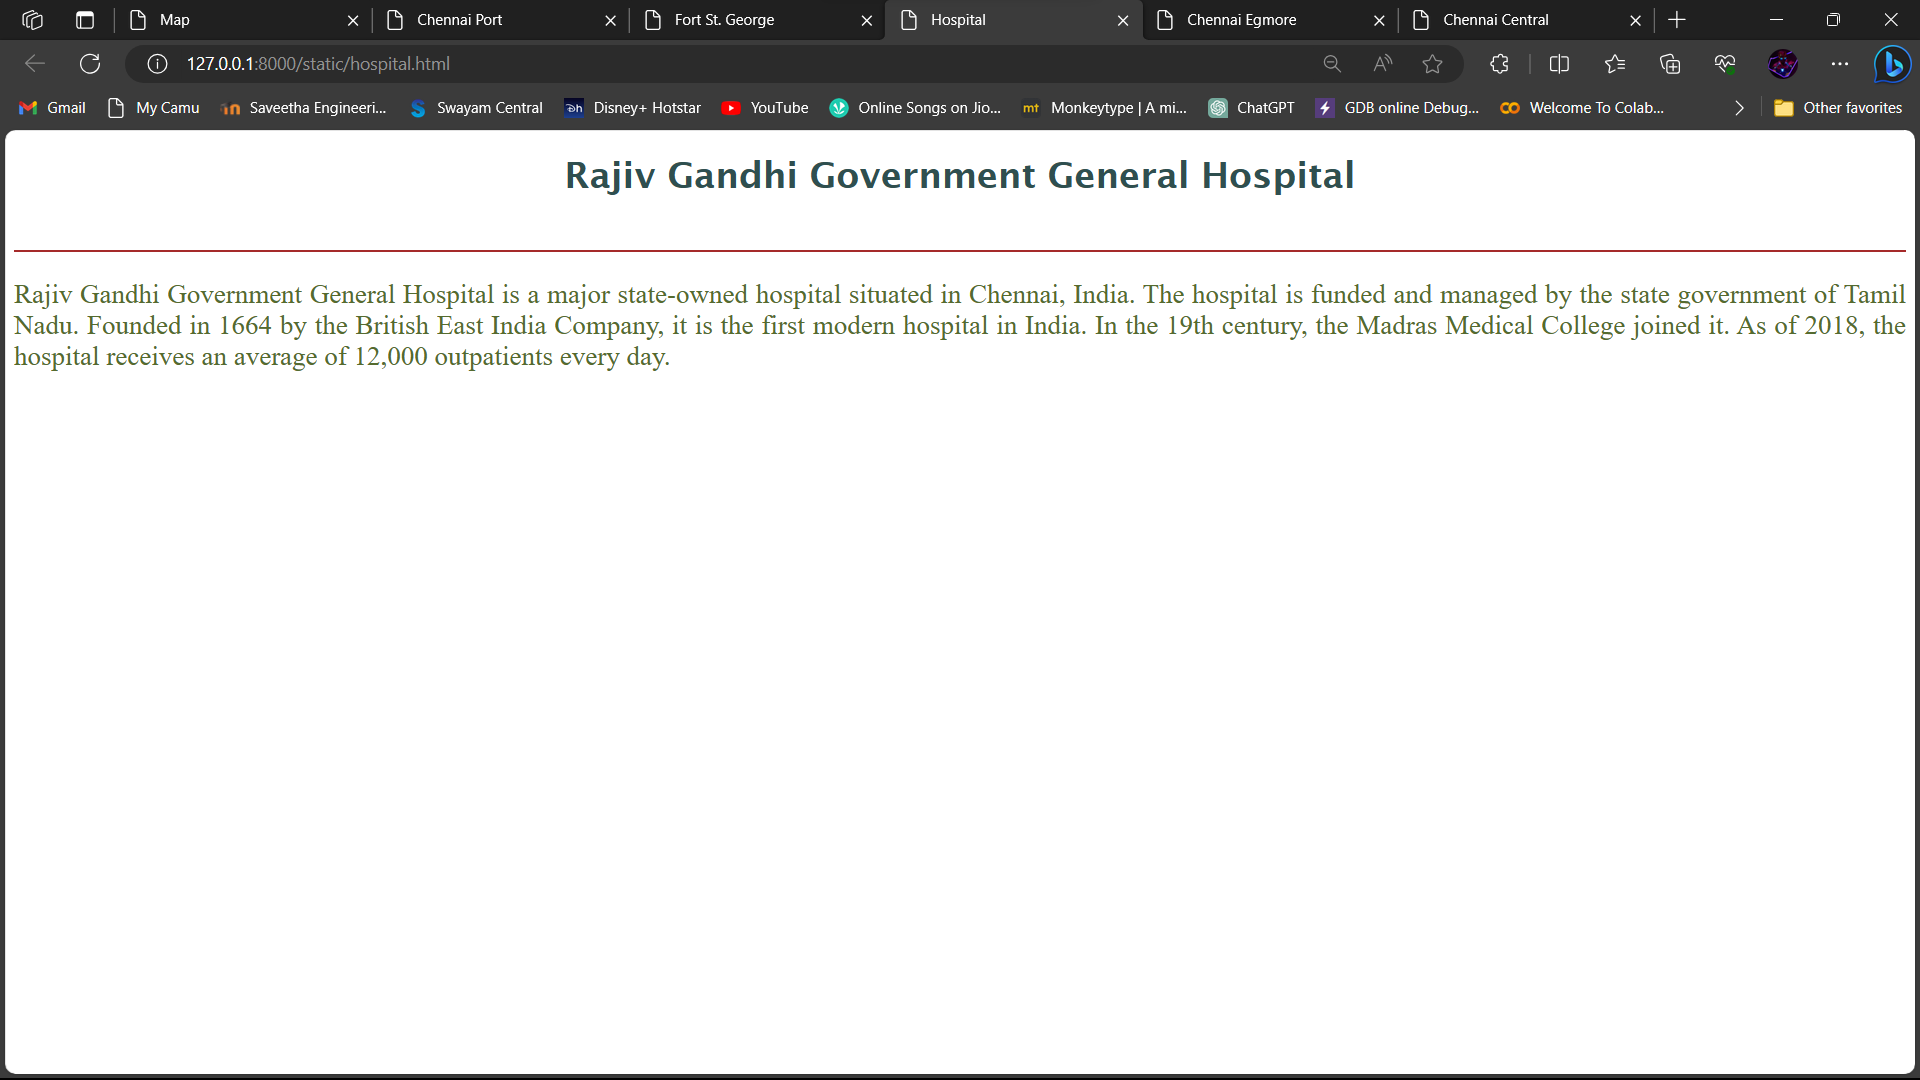 Map
Chennai Port
Fort St. George
Hospital
Chennai Egmore
Chennai Central
127.0.0.1:8000/static/hospital.html
Gmail
My Camu
Saveetha Engineeri...
Swayam Central
Disney+ Hotstar
YouTube
Online Songs on Jio...
mt Monkeytype | A mi...
ChatGPT
GDB online Debug...
Welcome To Colab...
Other favorites
Rajiv Gandhi Government General Hospital
Rajiv Gandhi Government General Hospital is a major state-owned hospital situated in Chennai, India. The hospital is funded and managed by the state government of Tamil
Nadu. Founded in 1664 by the British East India Company, it is the first modern hospital in India. In the 19th century, the Madras Medical College joined it. As of 2018, the
hospital receives an average of 12,000 outpatients every day.